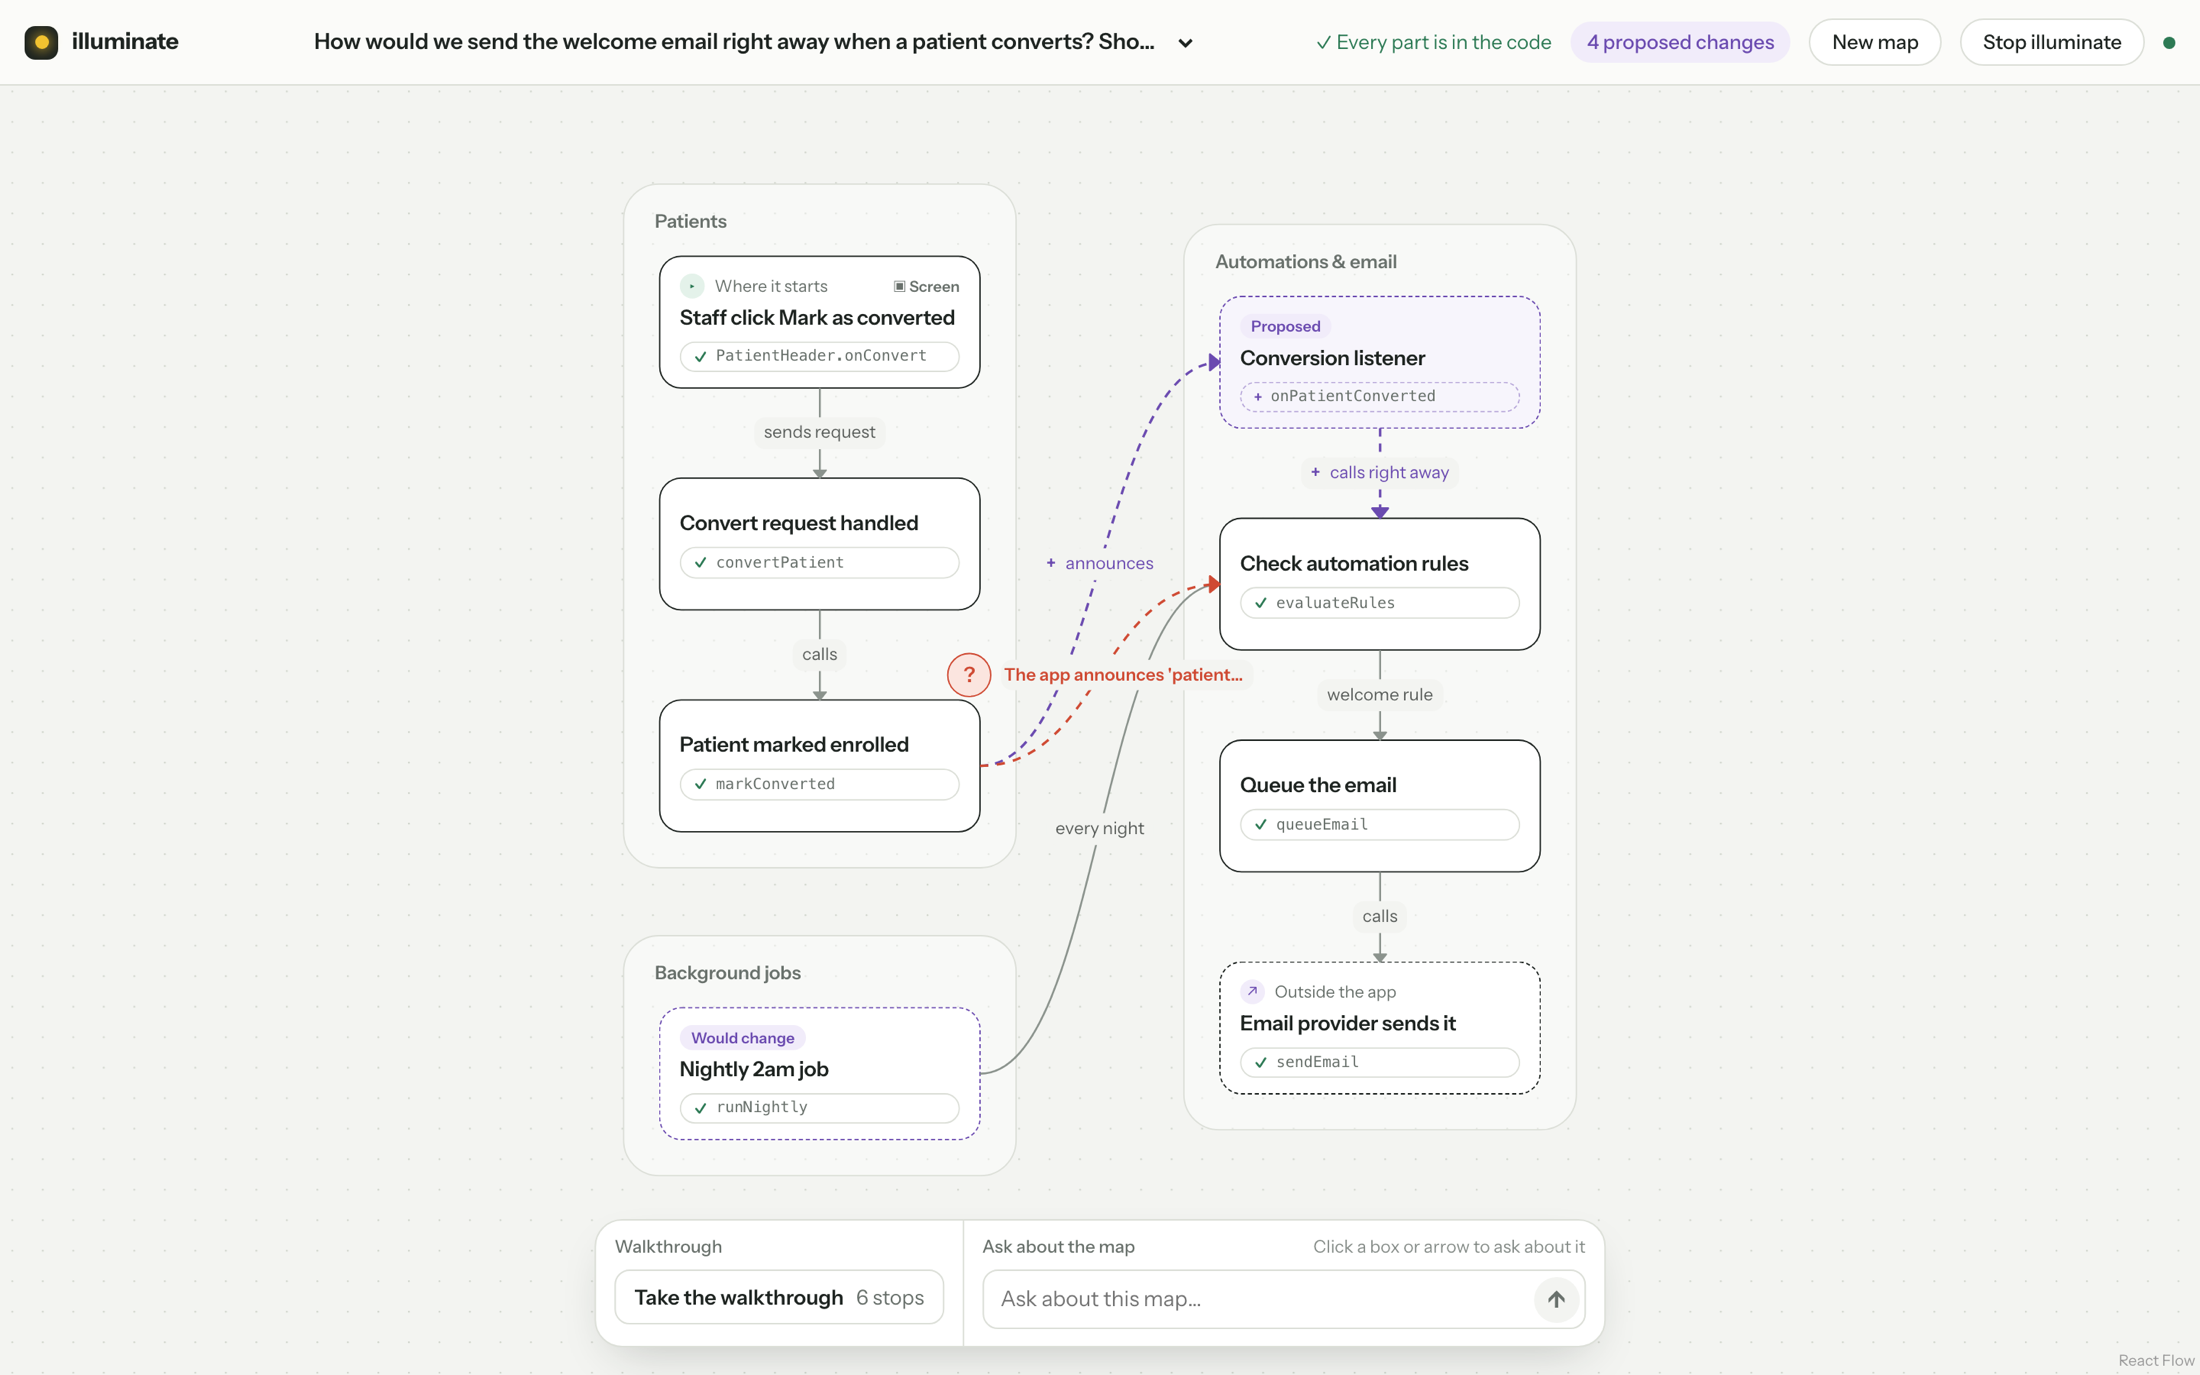 illuminate
How would we send the welcome email right away when a patient converts? Sho...
✓ Every part is in the code
4 proposed changes
New map
Stop illuminate
Patients
Where it starts
Screen
Staff click Mark as converted
✓ PatientHeader.onConvert
sends request
Convert request handled
✓ convertPatient
calls
Patient marked enrolled
✓ markConverted
Background jobs
Would change
Nightly 2am job
✓ runNightly
+ announces
? The app announces 'patient...
every night
Automations & email
Proposed
Conversion listener
+ onPatientConverted
+ calls right away
Check automation rules
✓ evaluateRules
welcome rule
Queue the email
✓ queueEmail
calls
Outside the app
Email provider sends it
✓ sendEmail
Walkthrough
Take the walkthrough 6 stops
Ask about the map
Click a box or arrow to ask about it
Ask about this map...
React Flow